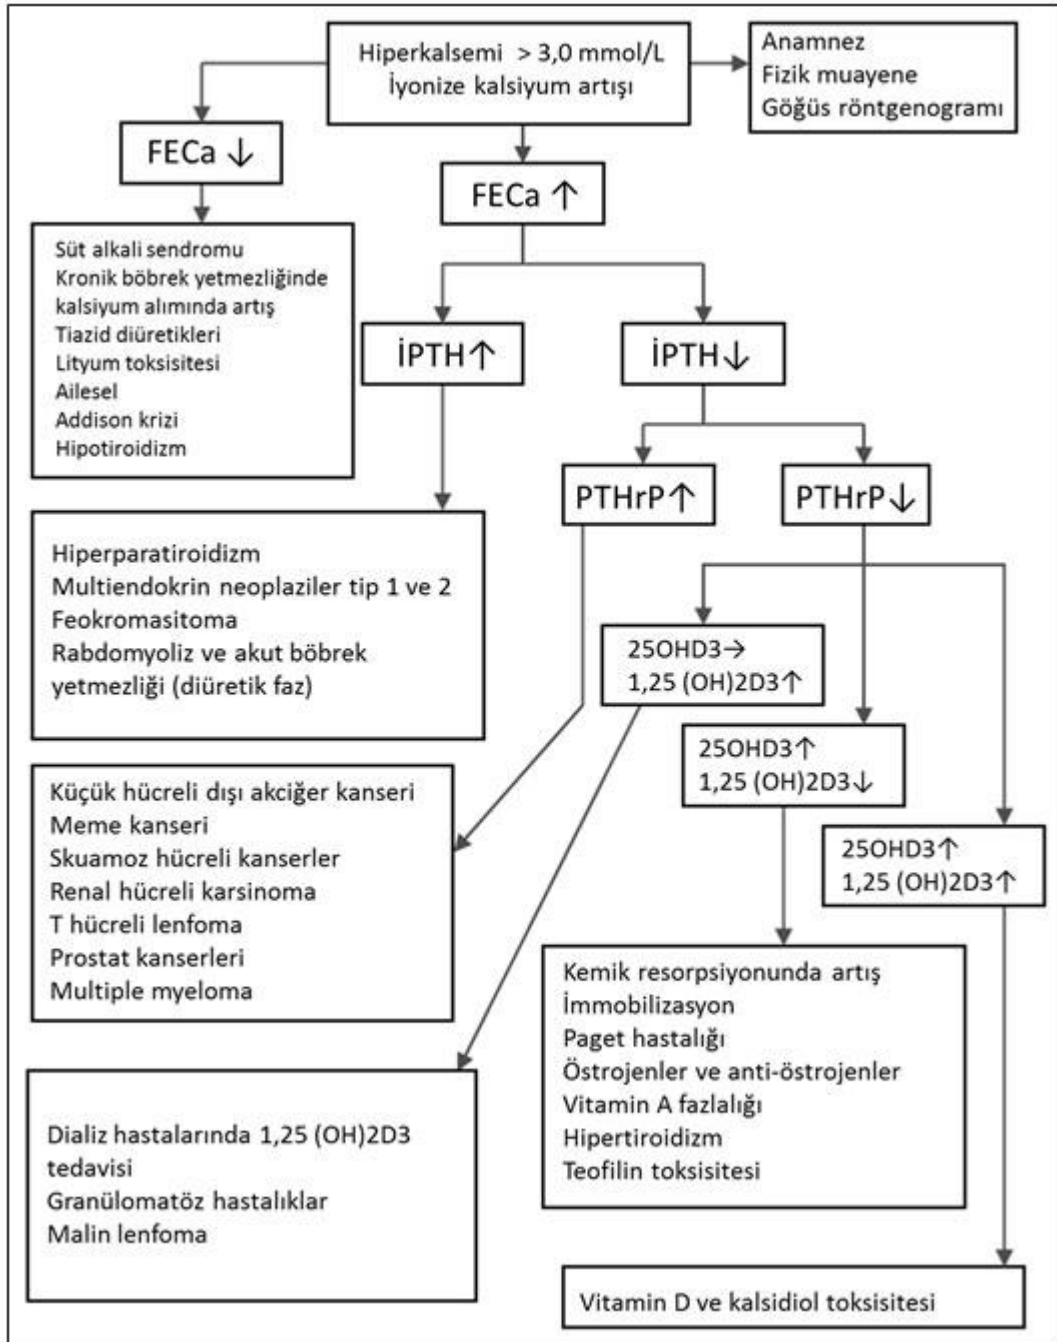 Hiperkalsemi > 3,0 mmol/L
İyonize kalsiyum artışı
Anamnez
Fizik muayene
Göğüs röntgenogramı
FECa ↓
FECa ↑
Süt alkali sendromu
Kronik böbrek yetmezliğinde
kalsiyum alımında artış
Tiazid diüretikleri
Lityum toksisitesi
Ailesel
Addison krizi
Hipotiroidizm
İPTH↑
İPTH↓
PTHrP↑
PTHrP↓
Hiperparatiroidizm
Multiendokrin neoplaziler tip 1 ve 2
Feokromasitoma
Rabdomyoliz ve akut böbrek
yetmezliği (diüretik faz)
25OHD3→
1,25 (OH)2D3↑
25OHD3↑
1,25 (OH)2D3↓
25OHD3↑
1,25 (OH)2D3↑
Küçük hücreli dışı akciğer kanseri
Meme kanseri
Skuamoz hücreli kanserler
Renal hücreli karsinoma
T hücreli lenfoma
Prostat kanserleri
Multiple myeloma
Kemik resorpsiyonunda artış
İmmobilizasyon
Paget hastalığı
Östrojenler ve anti-östrojenler
Vitamin A fazlalığı
Hipertiroidizm
Teofilin toksisitesi
Dializ hastalarında 1,25 (OH)2D3
tedavisi
Granülomatöz hastalıklar
Malin lenfoma
Vitamin D ve kalsidiol toksisitesi